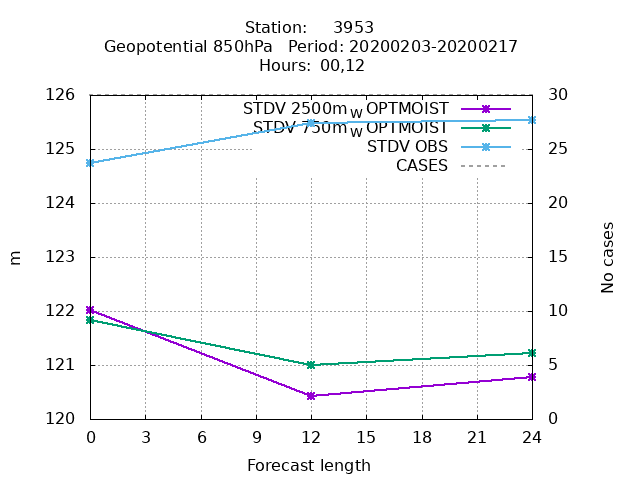 Station: 3953
Geopotential 850hPa Period: 20200203-20200217
Hours: 00,12
126 30
STDV 2500m_W OPTMOIST
STDV 750m_W OPTMOIST
125 STDV OBS 25
CASES
124 20
123 15
m No cases
122 10
121 5
120 0
0 3 6 9 12 15 18 21 24
Forecast length